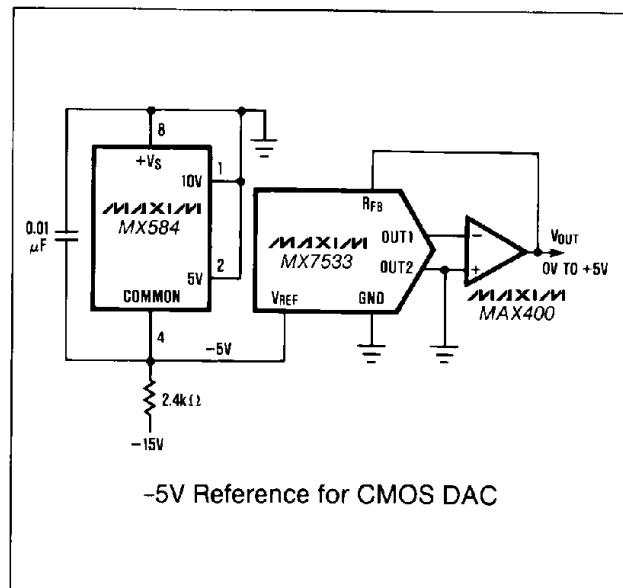 8
+VS
10V
1
MAXIM
MX584
0.01
μF
5V
2
COMMON
4
-5V
2.4kΩ
-15V
RFB
MAXIM
MX7533
OUT1
OUT2
VREF
GND
-
+
VOUT
0V TO +5V
MAXIM
MAX400
-5V Reference for CMOS DAC